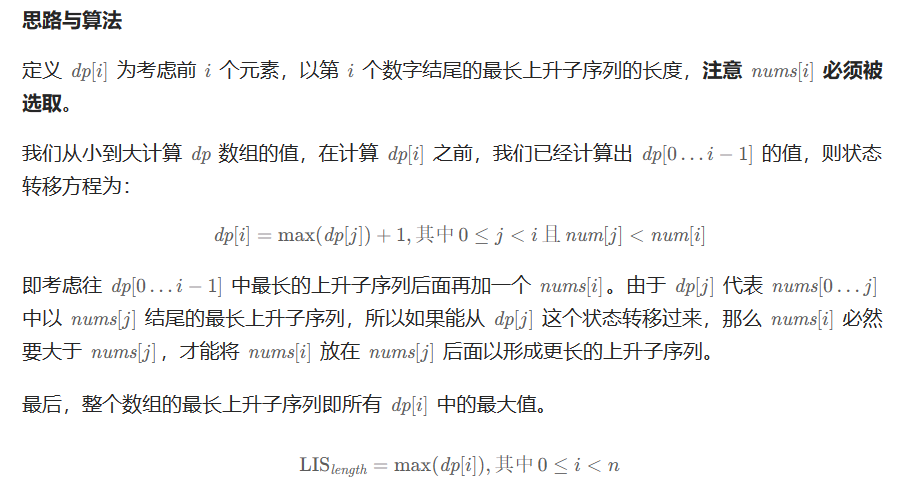 思路与算法
定义 dp[i] 为考虑前 i 个元素，以第 i 个数字结尾的最长上升子序列的长度，注意 nums[i] 必须被
选取。
我们从小到大计算 dp 数组的值，在计算 dp[i] 之前，我们已经计算出 dp[0…i−1] 的值，则状态
转移方程为：
dp[i] = max(dp[j]) + 1, 其中 0 ≤ j < i 且 num[j] < num[i]
即考虑往 dp[0…i−1] 中最长的上升子序列后面再加一个 nums[i]。由于 dp[j] 代表 nums[0…j]
中以 nums[j] 结尾的最长上升子序列，所以如果能从 dp[j] 这个状态转移过来，那么 nums[i] 必然
要大于 nums[j]，才能将 nums[i] 放在 nums[j] 后面以形成更长的上升子序列。
最后，整个数组的最长上升子序列即所有 dp[i] 中的最大值。
LIS_length = max(dp[i]), 其中 0 ≤ i < n